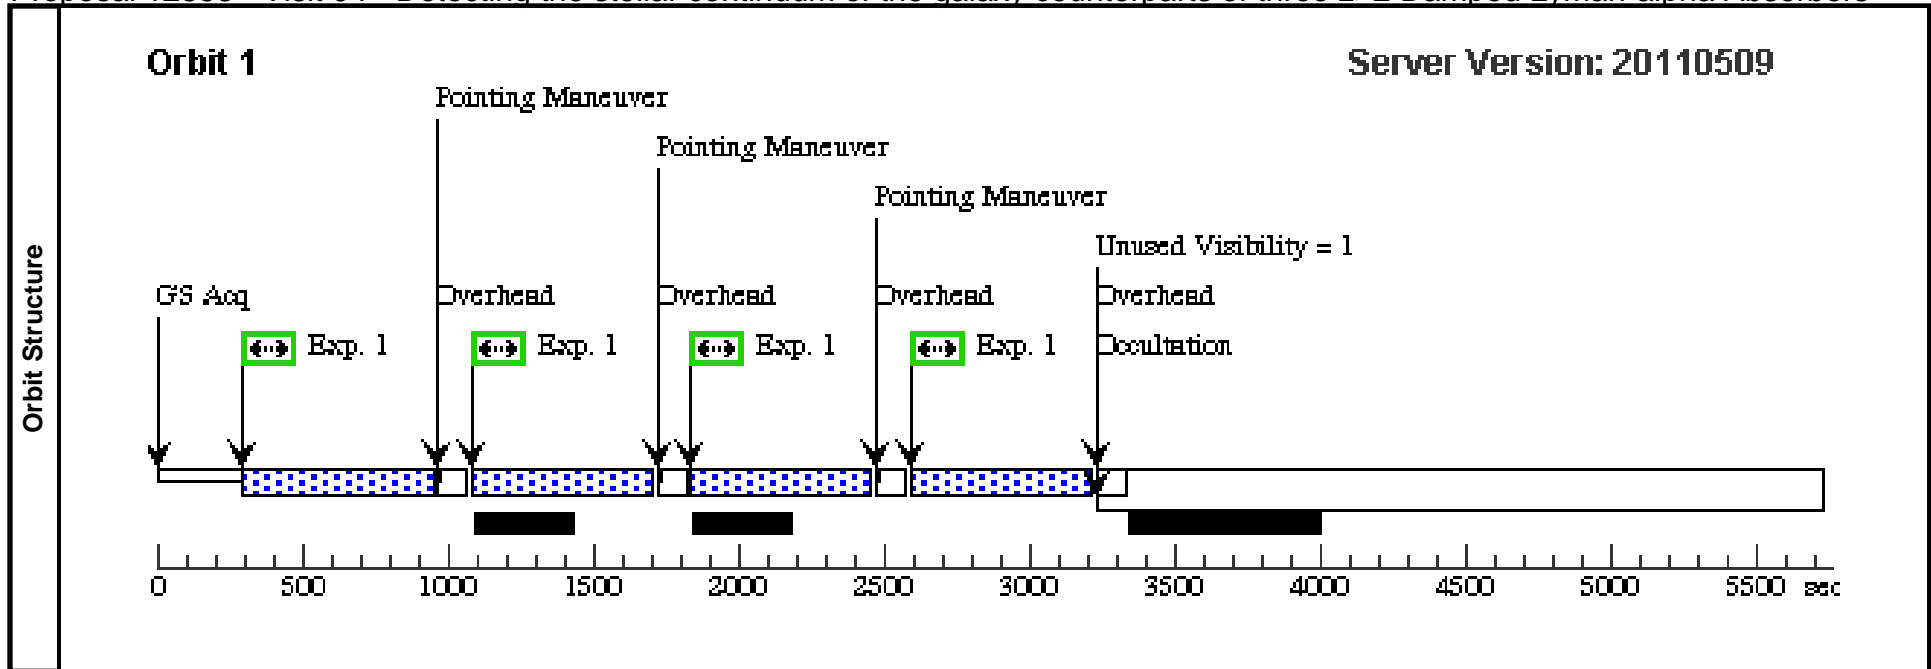 Orbit 1
Server Version: 20110509
Pointing Maneuver
Pointing Maneuver
Pointing Maneuver
Unused Visibility = 1
GS Acq
Overhead
Overhead
Overhead
Overhead
Exp. 1
Exp. 1
Exp. 1
Exp. 1
Occultation
Orbit Structure
0 500 1000 1500 2000 2500 3000 3500 4000 4500 5000 5500 sec